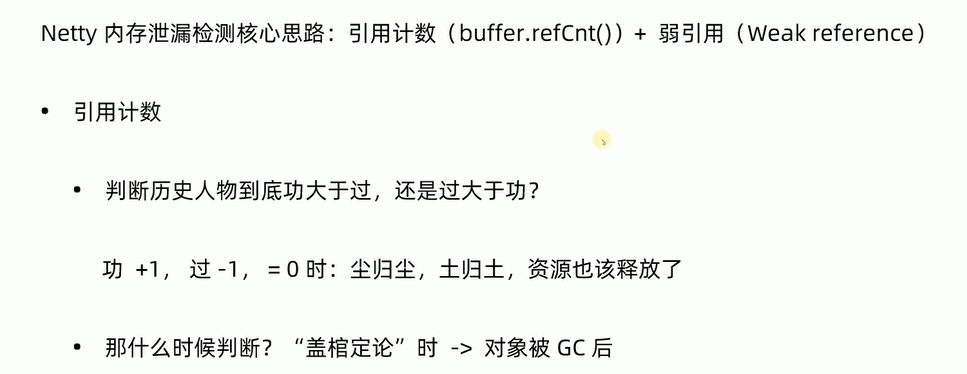 Netty 内存泄漏检测核心思路：引用计数（buffer.refCnt()）+ 弱引用（Weak reference）
• 引用计数
• 判断历史人物到底功大于过，还是过大于功？
功 +1， 过 -1， = 0 时：尘归尘，土归土，资源也该释放了
• 那什么时候判断？“盖棺定论”时 -> 对象被 GC 后